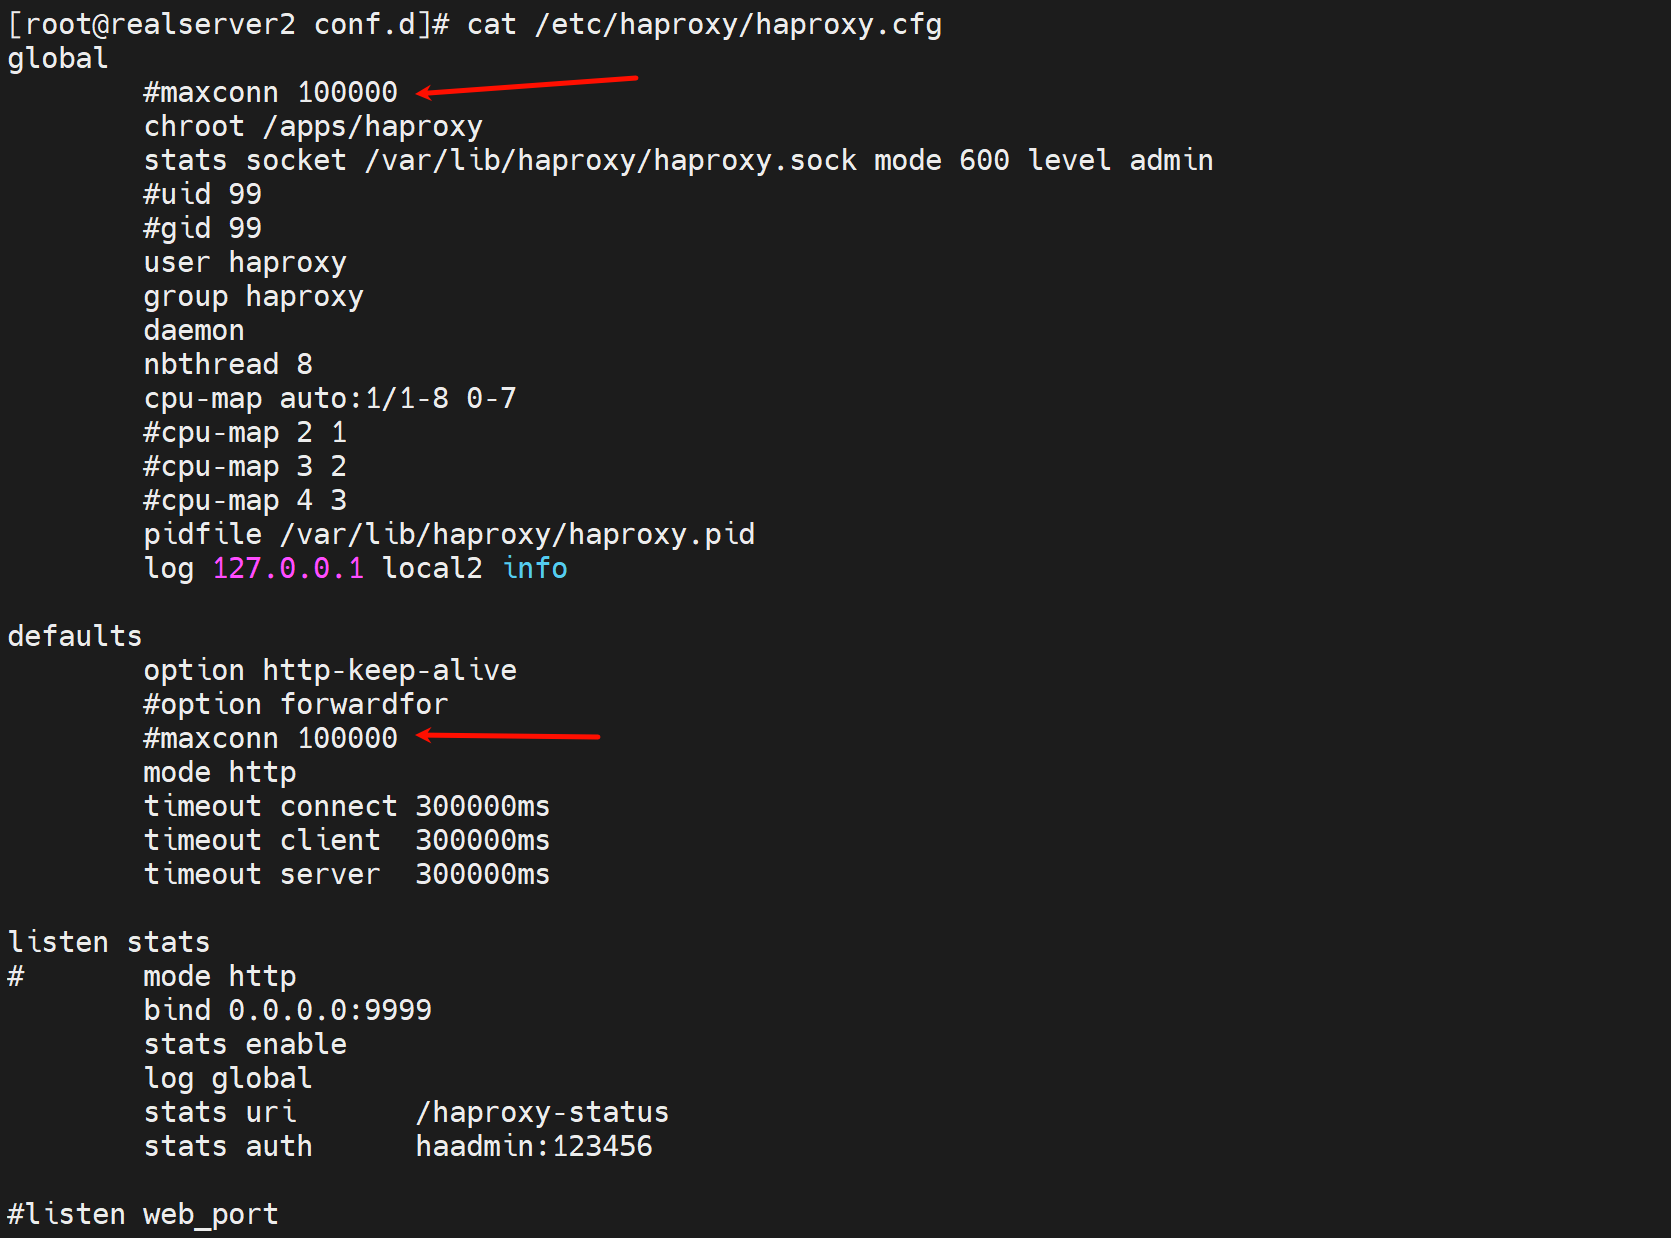 [root@realserver2 conf.d]# cat /etc/haproxy/haproxy.cfg
global
        #maxconn 100000
        chroot /apps/haproxy
        stats socket /var/lib/haproxy/haproxy.sock mode 600 level admin
        #uid 99
        #gid 99
        user haproxy
        group haproxy
        daemon
        nbthread 8
        cpu-map auto:1/1-8 0-7
        #cpu-map 2 1
        #cpu-map 3 2
        #cpu-map 4 3
        pidfile /var/lib/haproxy/haproxy.pid
        log 127.0.0.1 local2 info

defaults
        option http-keep-alive
        #option forwardfor
        #maxconn 100000
        mode http
        timeout connect 300000ms
        timeout client  300000ms
        timeout server  300000ms

listen stats
#       mode http
        bind 0.0.0.0:9999
        stats enable
        log global
        stats uri       /haproxy-status
        stats auth      haadmin:123456

#listen web_port